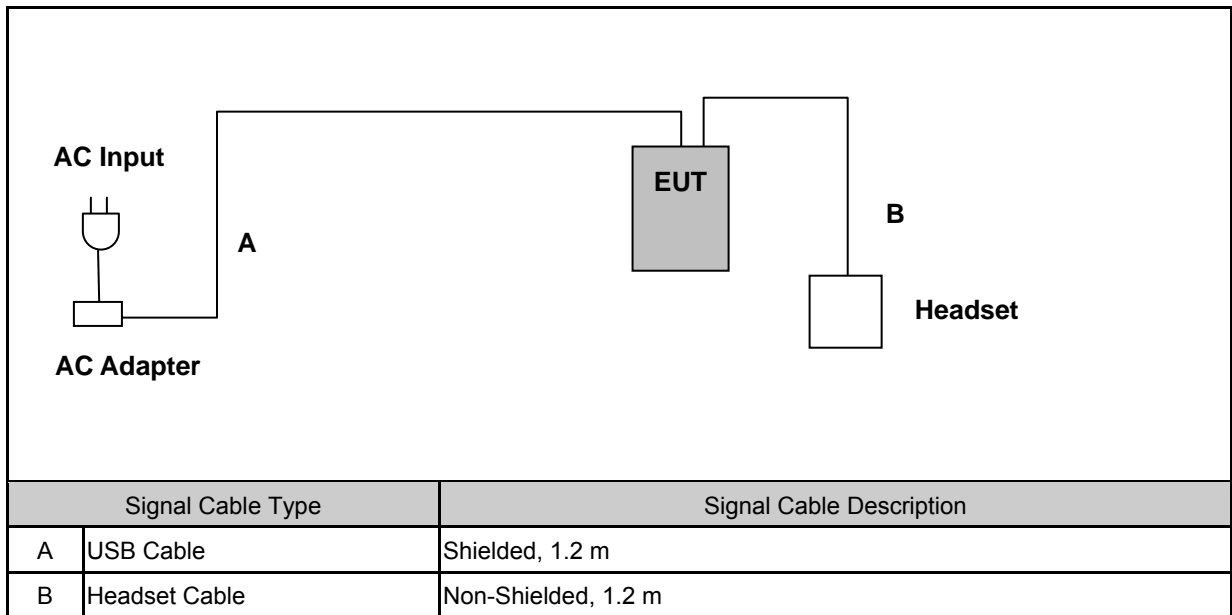 AC Input
EUT
A
B
Headset
AC Adapter
Signal Cable Type Signal Cable Description
A USB Cable Shielded, 1.2 m
B Headset Cable Non-Shielded, 1.2 m